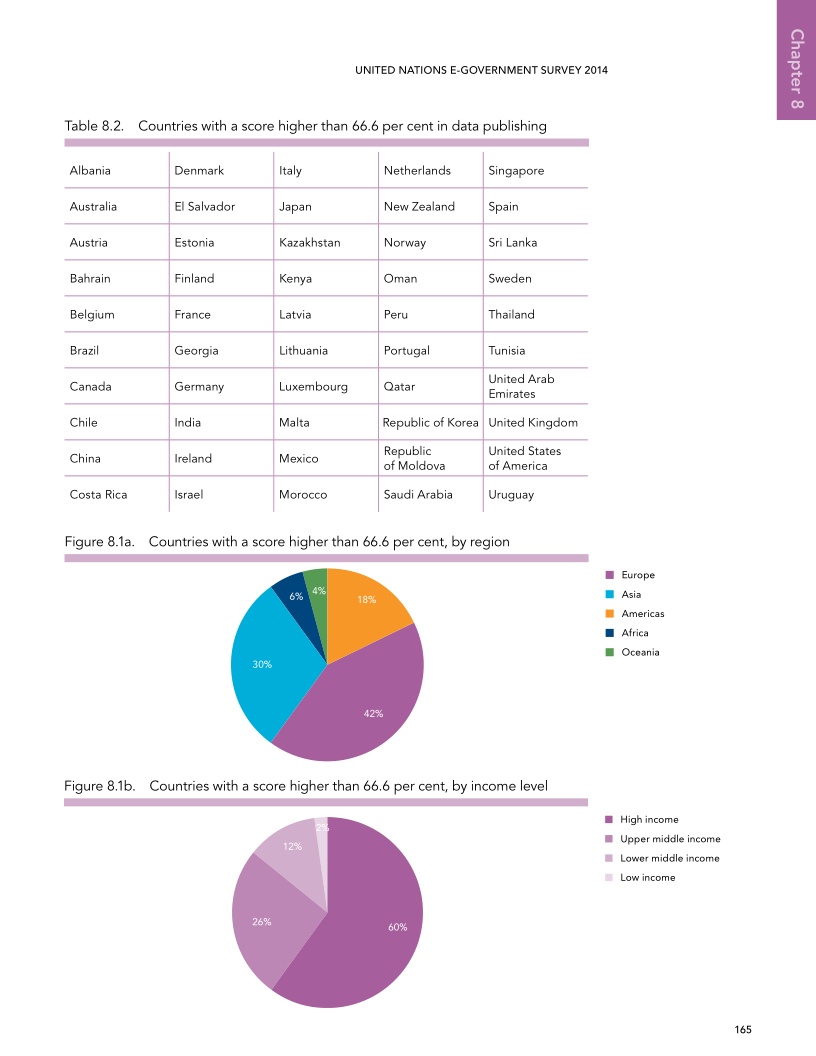 Chapter 8
UNITED NATIONS E-GOVERNMENT SURVEY 2014
Table 8.2. Countries with a score higher than 66.6 per cent in data publishing
Albania Denmark Italy Netherlands Singapore
Australia El Salvador Japan New Zealand Spain
Austria Estonia Kazakhstan Norway Sri Lanka
Bahrain Finland Kenya Oman Sweden
Belgium France Latvia Peru Thailand
Brazil Georgia Lithuania Portugal Tunisia
Canada Germany Luxembourg Qatar United Arab
Emirates
Chile India Malta Republic of Korea United Kingdom
China Ireland Mexico Republic
of Moldova United States
of America
Costa Rica Israel Morocco Saudi Arabia Uruguay
Figure 8.1a. Countries with a score higher than 66.6 per cent, by region
4%
6%
18%
30%
42%
Europe
Asia
Americas
Africa
Oceania
Figure 8.1b. Countries with a score higher than 66.6 per cent, by income level
2%
12%
26%
60%
High income
Upper middle income
Lower middle income
Low income
165